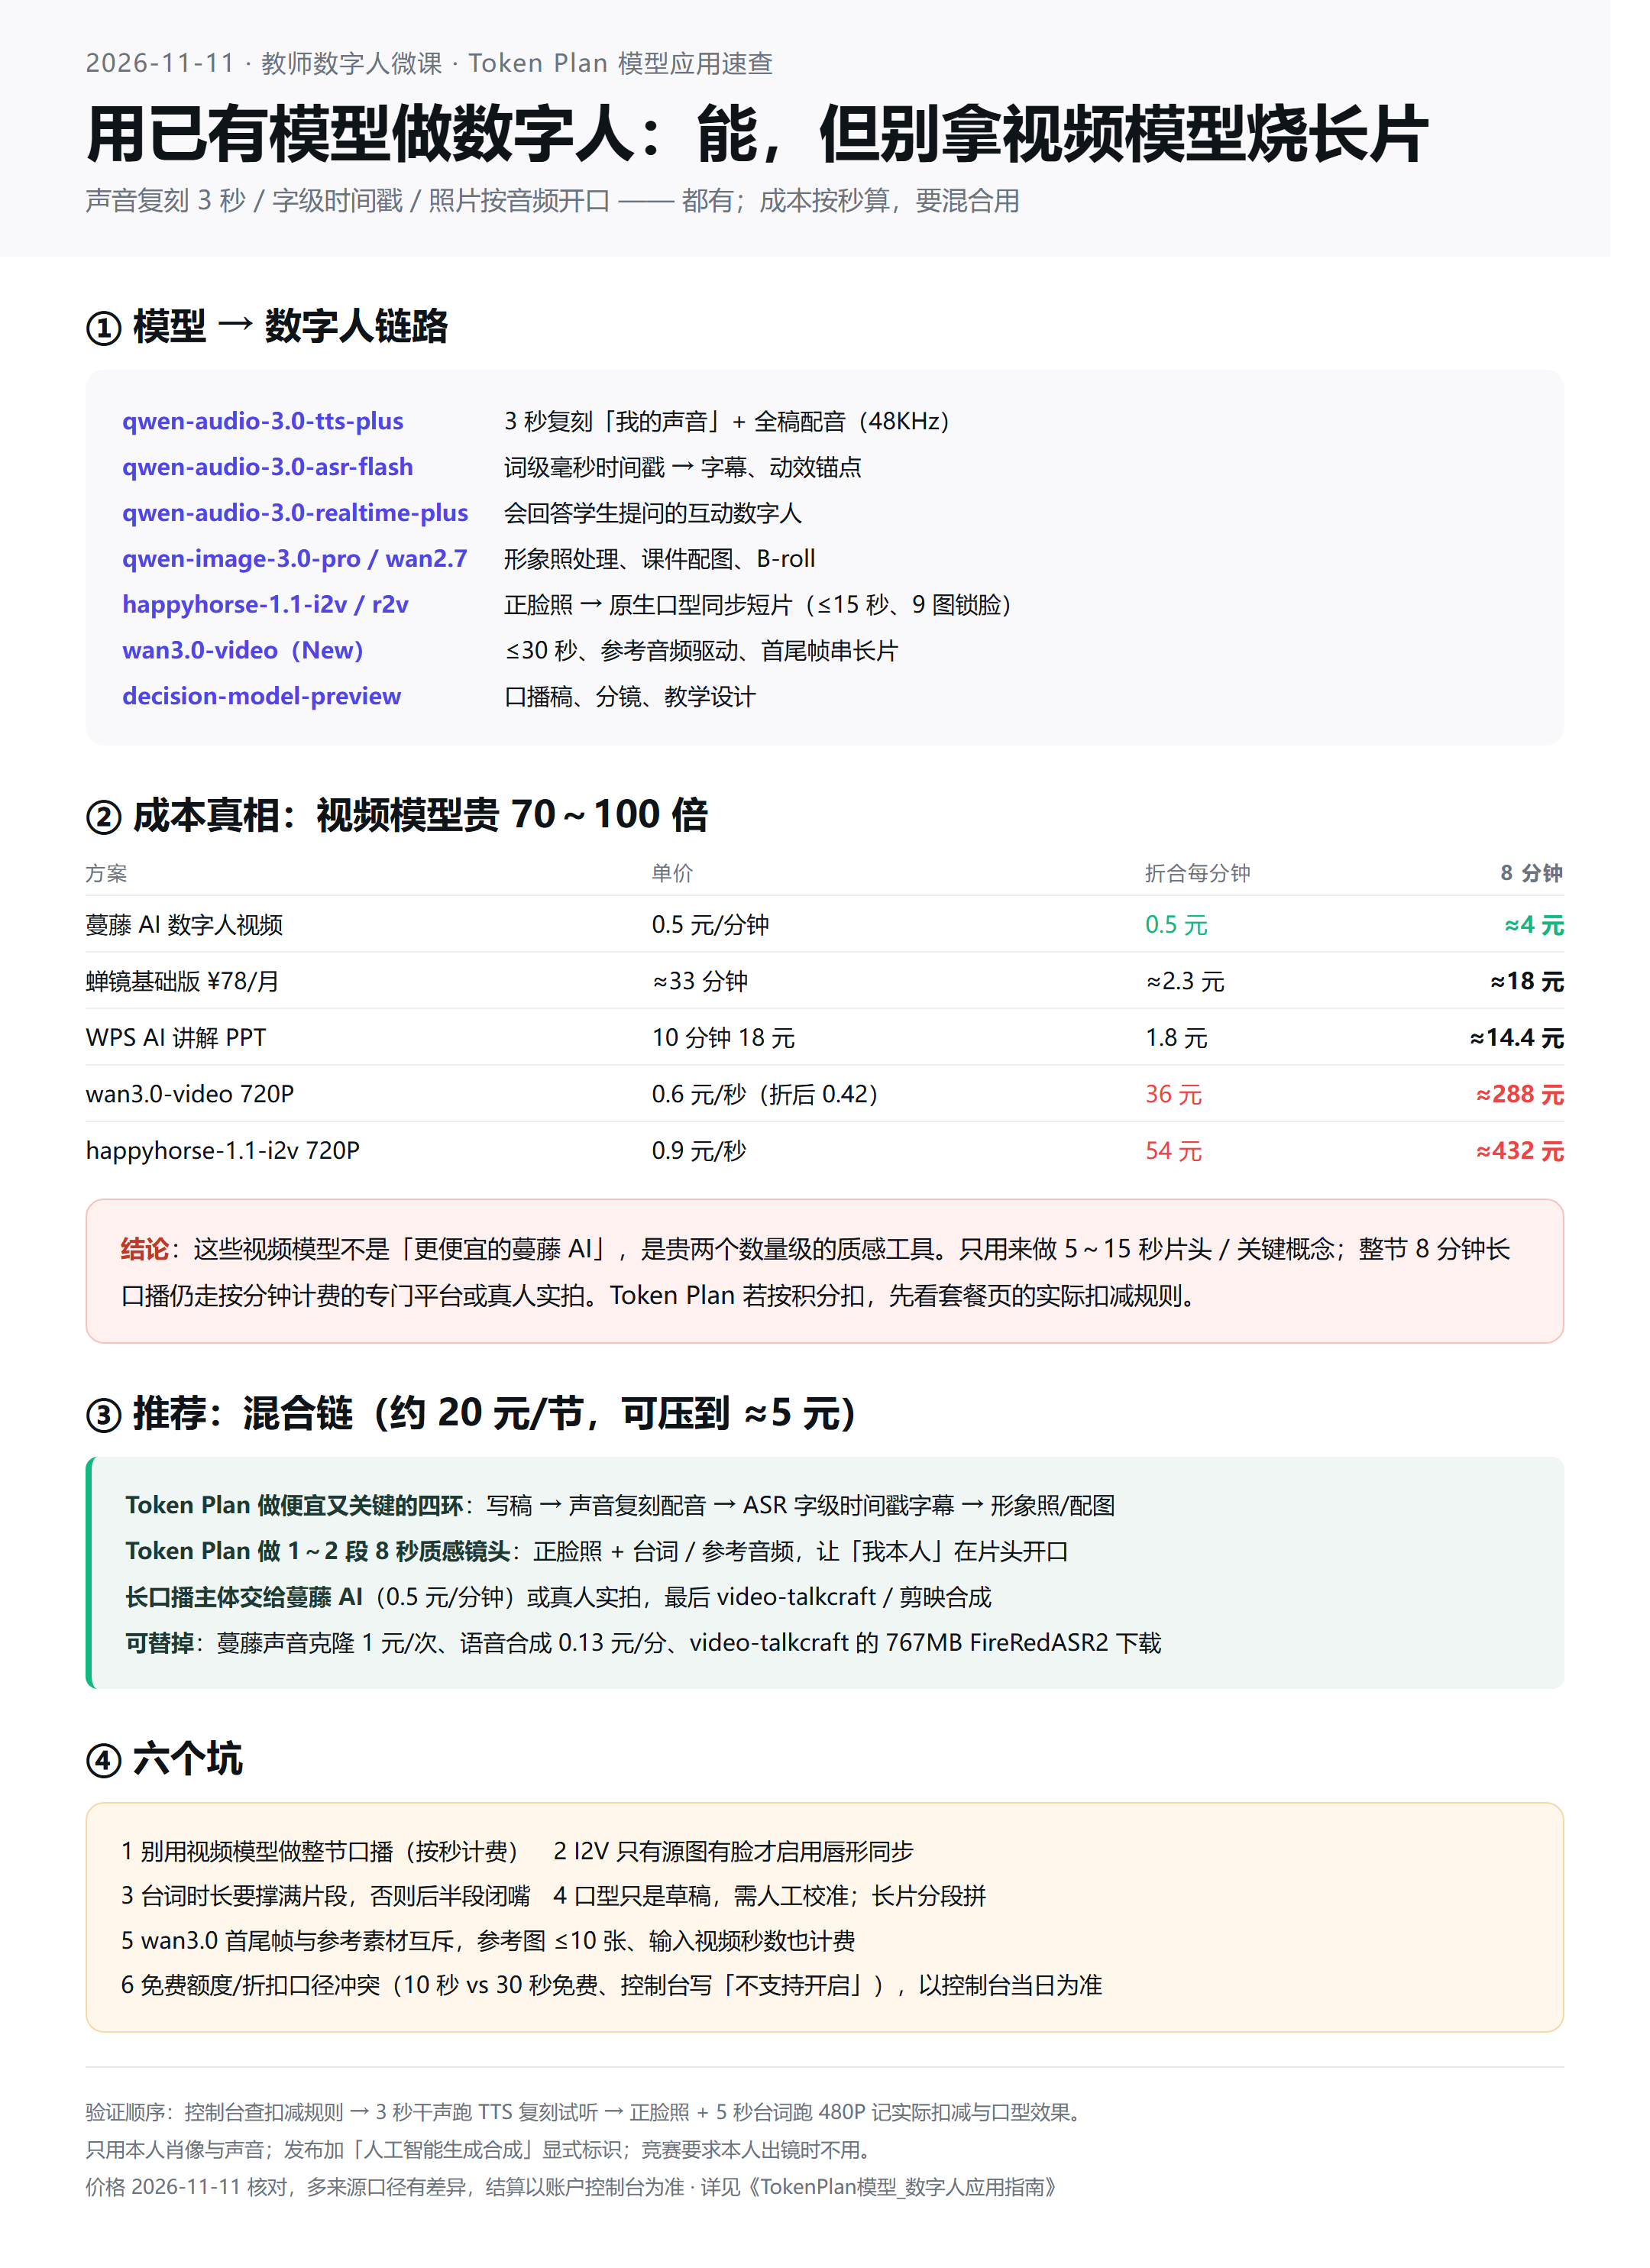 2026-11-11 · 教师数字人微课 · Token Plan 模型应用速查
用已有模型做数字人：能，但别拿视频模型烧长片
声音复刻 3 秒 / 字级时间戳 / 照片按音频开口 —— 都有；成本按秒算，要混合用
① 模型 → 数字人链路
qwen-audio-3.0-tts-plus 3 秒复刻「我的声音」+ 全稿配音（48KHz）
qwen-audio-3.0-asr-flash 词级毫秒时间戳 → 字幕、动效锚点
qwen-audio-3.0-realtime-plus 会回答学生提问的互动数字人
qwen-image-3.0-pro / wan2.7 形象照处理、课件配图、B-roll
happyhorse-1.1-i2v / r2v 正脸照 → 原生口型同步短片（≤15 秒、9 图锁脸）
wan3.0-video（New） ≤30 秒、参考音频驱动、首尾帧串长片
decision-model-preview 口播稿、分镜、教学设计
② 成本真相：视频模型贵 70～100 倍
方案 单价 折合每分钟 8 分钟
蔓藤 AI 数字人视频 0.5 元/分钟 0.5 元 ≈4 元
蝉镜基础版 ¥78/月 ≈33 分钟 ≈2.3 元 ≈18 元
WPS AI 讲解 PPT 10 分钟 18 元 1.8 元 ≈14.4 元
wan3.0-video 720P 0.6 元/秒（折后 0.42） 36 元 ≈288 元
happyhorse-1.1-i2v 720P 0.9 元/秒 54 元 ≈432 元
结论：这些视频模型不是「更便宜的蔓藤 AI」，是贵两个数量级的质感工具。只用来做 5～15 秒片头 / 关键概念；整节 8 分钟长
口播仍走按分钟计费的专门平台或真人实拍。Token Plan 若按积分扣，先看套餐页的实际扣减规则。
③ 推荐：混合链（约 20 元/节，可压到 ≈5 元）
Token Plan 做便宜又关键的四环：写稿 → 声音复刻配音 → ASR 字级时间戳字幕 → 形象照/配图
Token Plan 做 1～2 段 8 秒质感镜头：正脸照 + 台词 / 参考音频，让「我本人」在片头开口
长口播主体交给蔓藤 AI（0.5 元/分钟）或真人实拍，最后 video-talkcraft / 剪映合成
可替掉：蔓藤声音克隆 1 元/次、语音合成 0.13 元/分、video-talkcraft 的 767MB FireRedASR2 下载
④ 六个坑
1 别用视频模型做整节口播（按秒计费） 2 I2V 只有源图有脸才启用唇形同步
3 台词时长要撑满片段，否则后半段闭嘴 4 口型只是草稿，需人工校准；长片分段拼
5 wan3.0 首尾帧与参考素材互斥，参考图 ≤10 张、输入视频秒数也计费
6 免费额度/折扣口径冲突（10 秒 vs 30 秒免费、控制台写「不支持开启」），以控制台当日为准
验证顺序：控制台查扣减规则 → 3 秒干声跑 TTS 复刻试听 → 正脸照 + 5 秒台词跑 480P 记实际扣减与口型效果。
只用本人肖像与声音；发布加「人工智能生成合成」显式标识；竞赛要求本人出镜时不用。
价格 2026-11-11 核对，多来源口径有差异，结算以账户控制台为准 · 详见《TokenPlan模型_数字人应用指南》